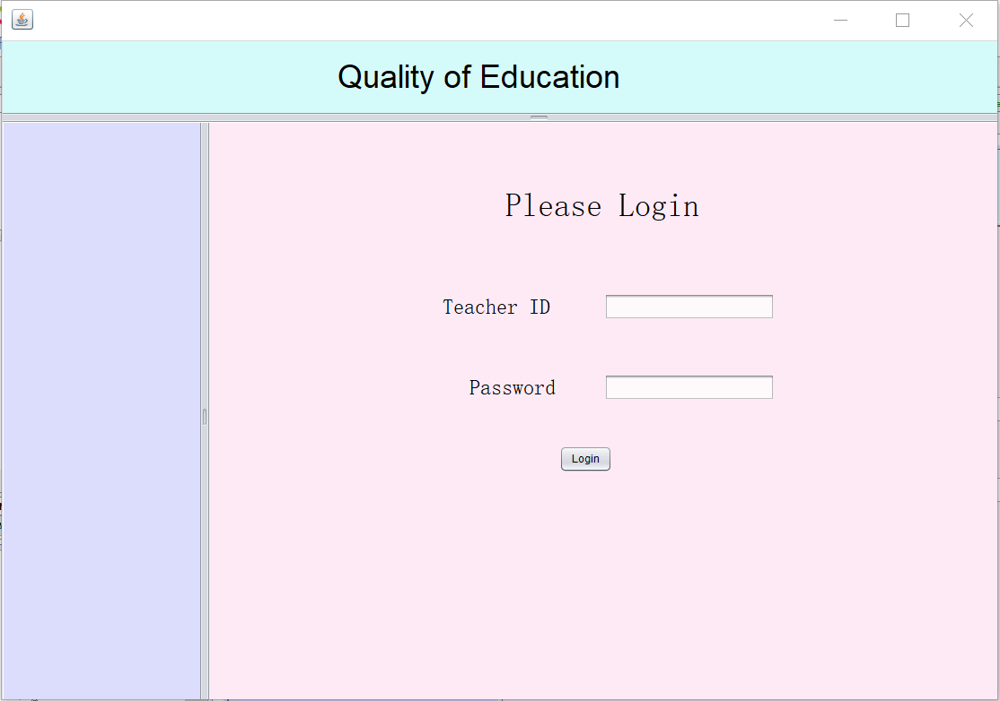 Quality of Education
Please Login
Teacher ID
Password
Login